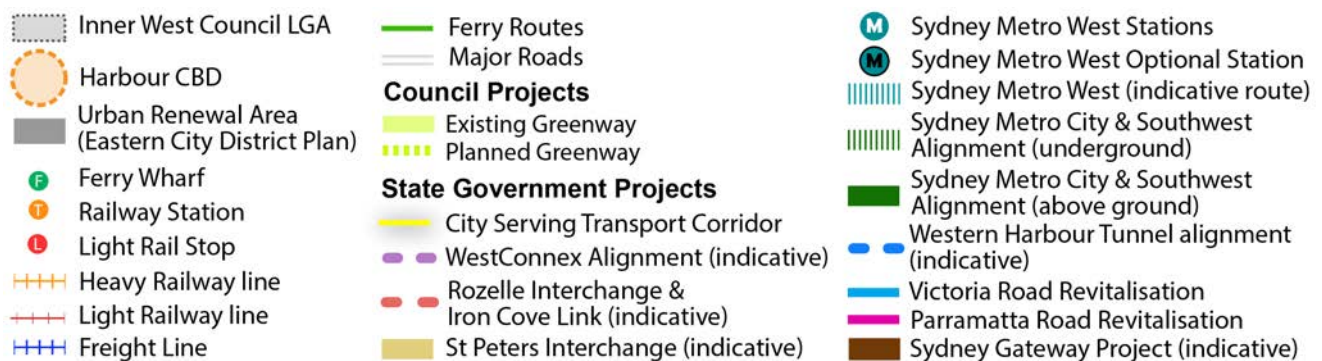 Inner West Council LGA
Harbour CBD
Urban Renewal Area
(Eastern City District Plan)
F Ferry Wharf
T Railway Station
L Light Rail Stop
Heavy Railway line
Light Railway line
Freight Line
Ferry Routes
Major Roads
Council Projects
Existing Greenway
Planned Greenway
State Government Projects
City Serving Transport Corridor
WestConnex Alignment (indicative)
Rozelle Interchange &
Iron Cove Link (indicative)
St Peters Interchange (indicative)
M Sydney Metro West Stations
M Sydney Metro West Optional Station
Sydney Metro West (indicative route)
Sydney Metro City & Southwest
Alignment (underground)
Sydney Metro City & Southwest
Alignment (above ground)
Western Harbour Tunnel alignment
(indicative)
Victoria Road Revitalisation
Parramatta Road Revitalisation
Sydney Gateway Project (indicative)